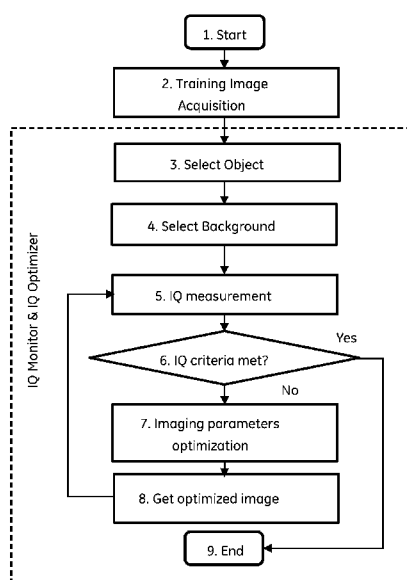 1. Start
2. Training Image
Acquisition
3. Select Object
4. Select Background
IQ Monitor & IQ Optimizer
5. IQ measurement
6. IQ criteria met?
Yes
No
7. Imaging parameters
optimization
8. Get optimized image
9. End